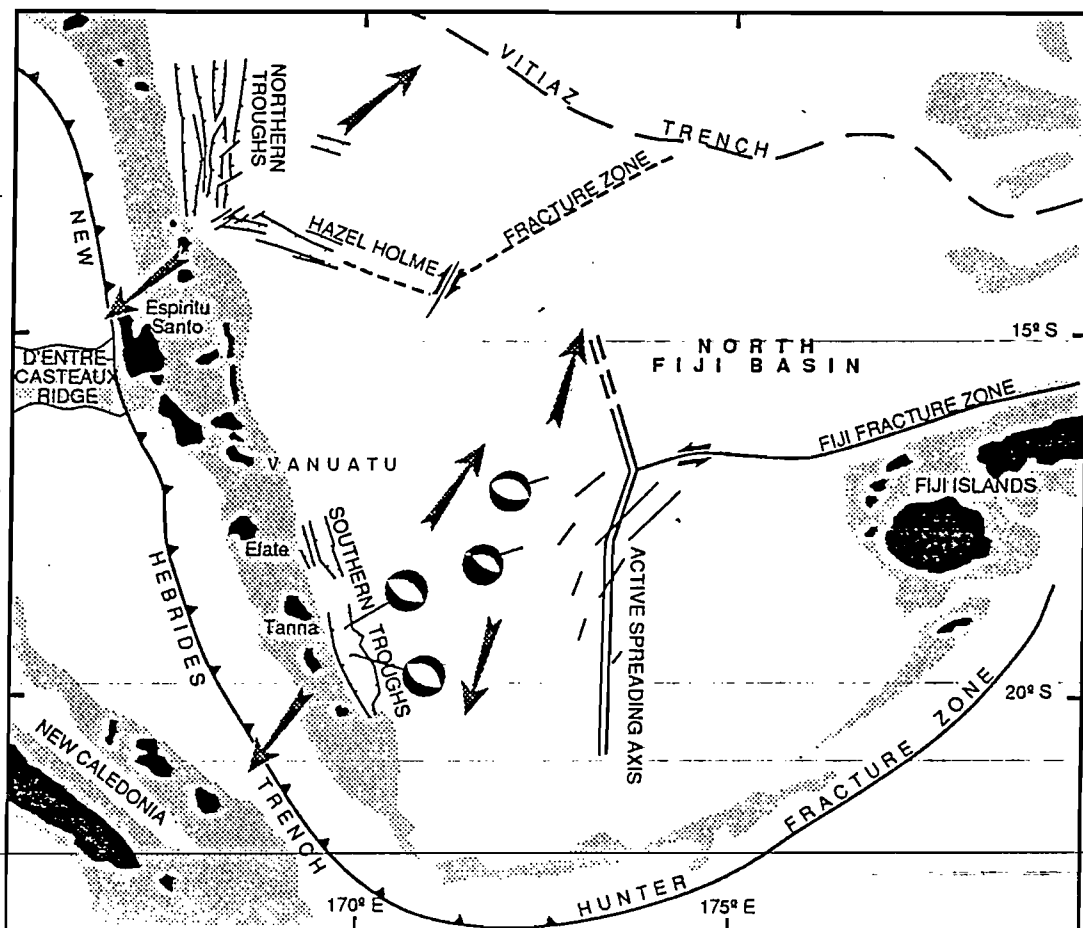 VITIAZ
TRENCH
NORTHERN
TROUGHS
FRACTURE ZONE
HAZEL HOLME
NEW
HEBRIDES
TRENCH
Espiritu
Santo
D'ENTRE-
CASTEAUX
RIDGE
15º S
NORTH
FIJI BASIN
FIJI FRACTURE ZONE
FIJI ISLANDS
VANUATU
SOUTHERN
TROUGHS
Efate
Tanna
ACTIVE SPREADING AXIS
20º S
NEW CALEDONIA
HUNTER
FRACTURE
ZONE
170º E
175º E